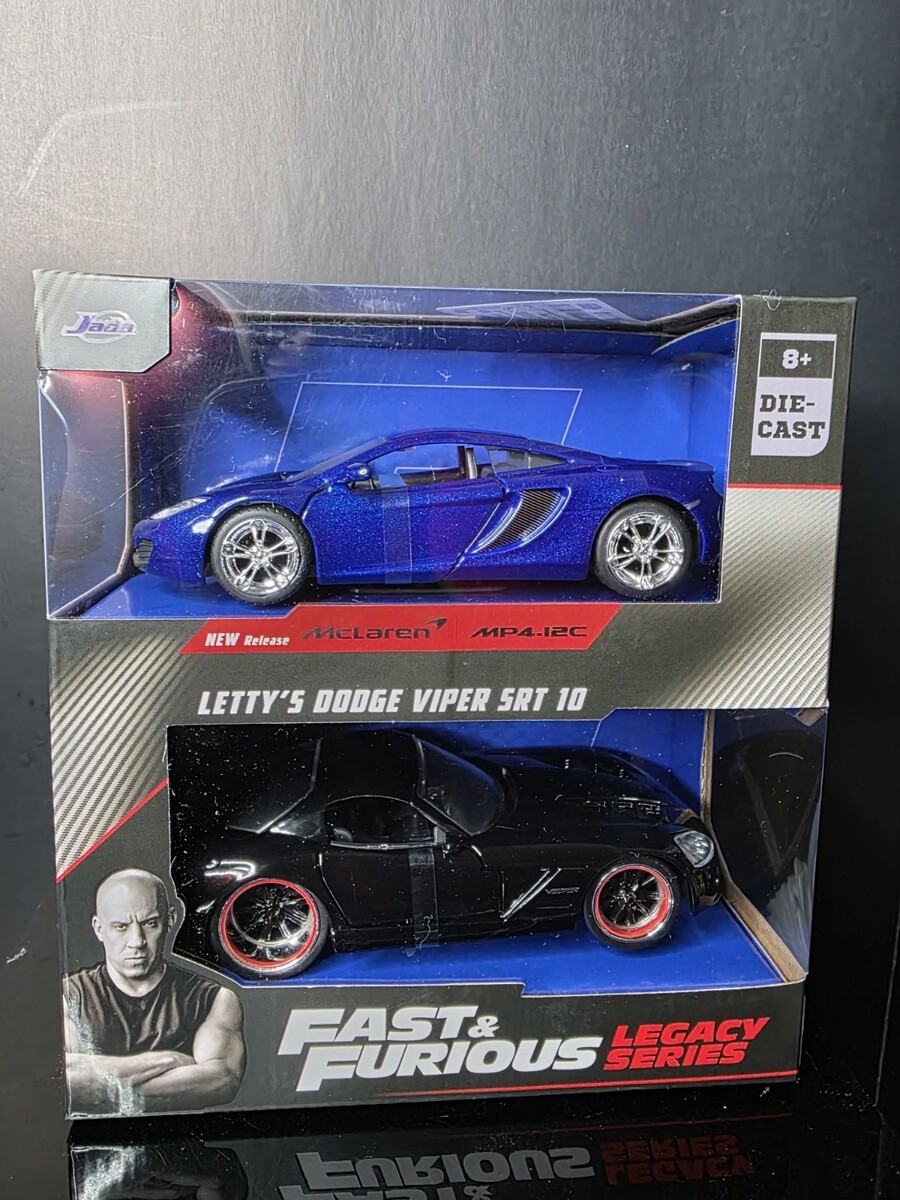 Jada
8+
DIE-
CAST
NEW Release McLaren MP4-12C
LETTY'S DODGE VIPER SRT 10
VIPER
FAST &
FURIOUS
LEGACY
SERIES